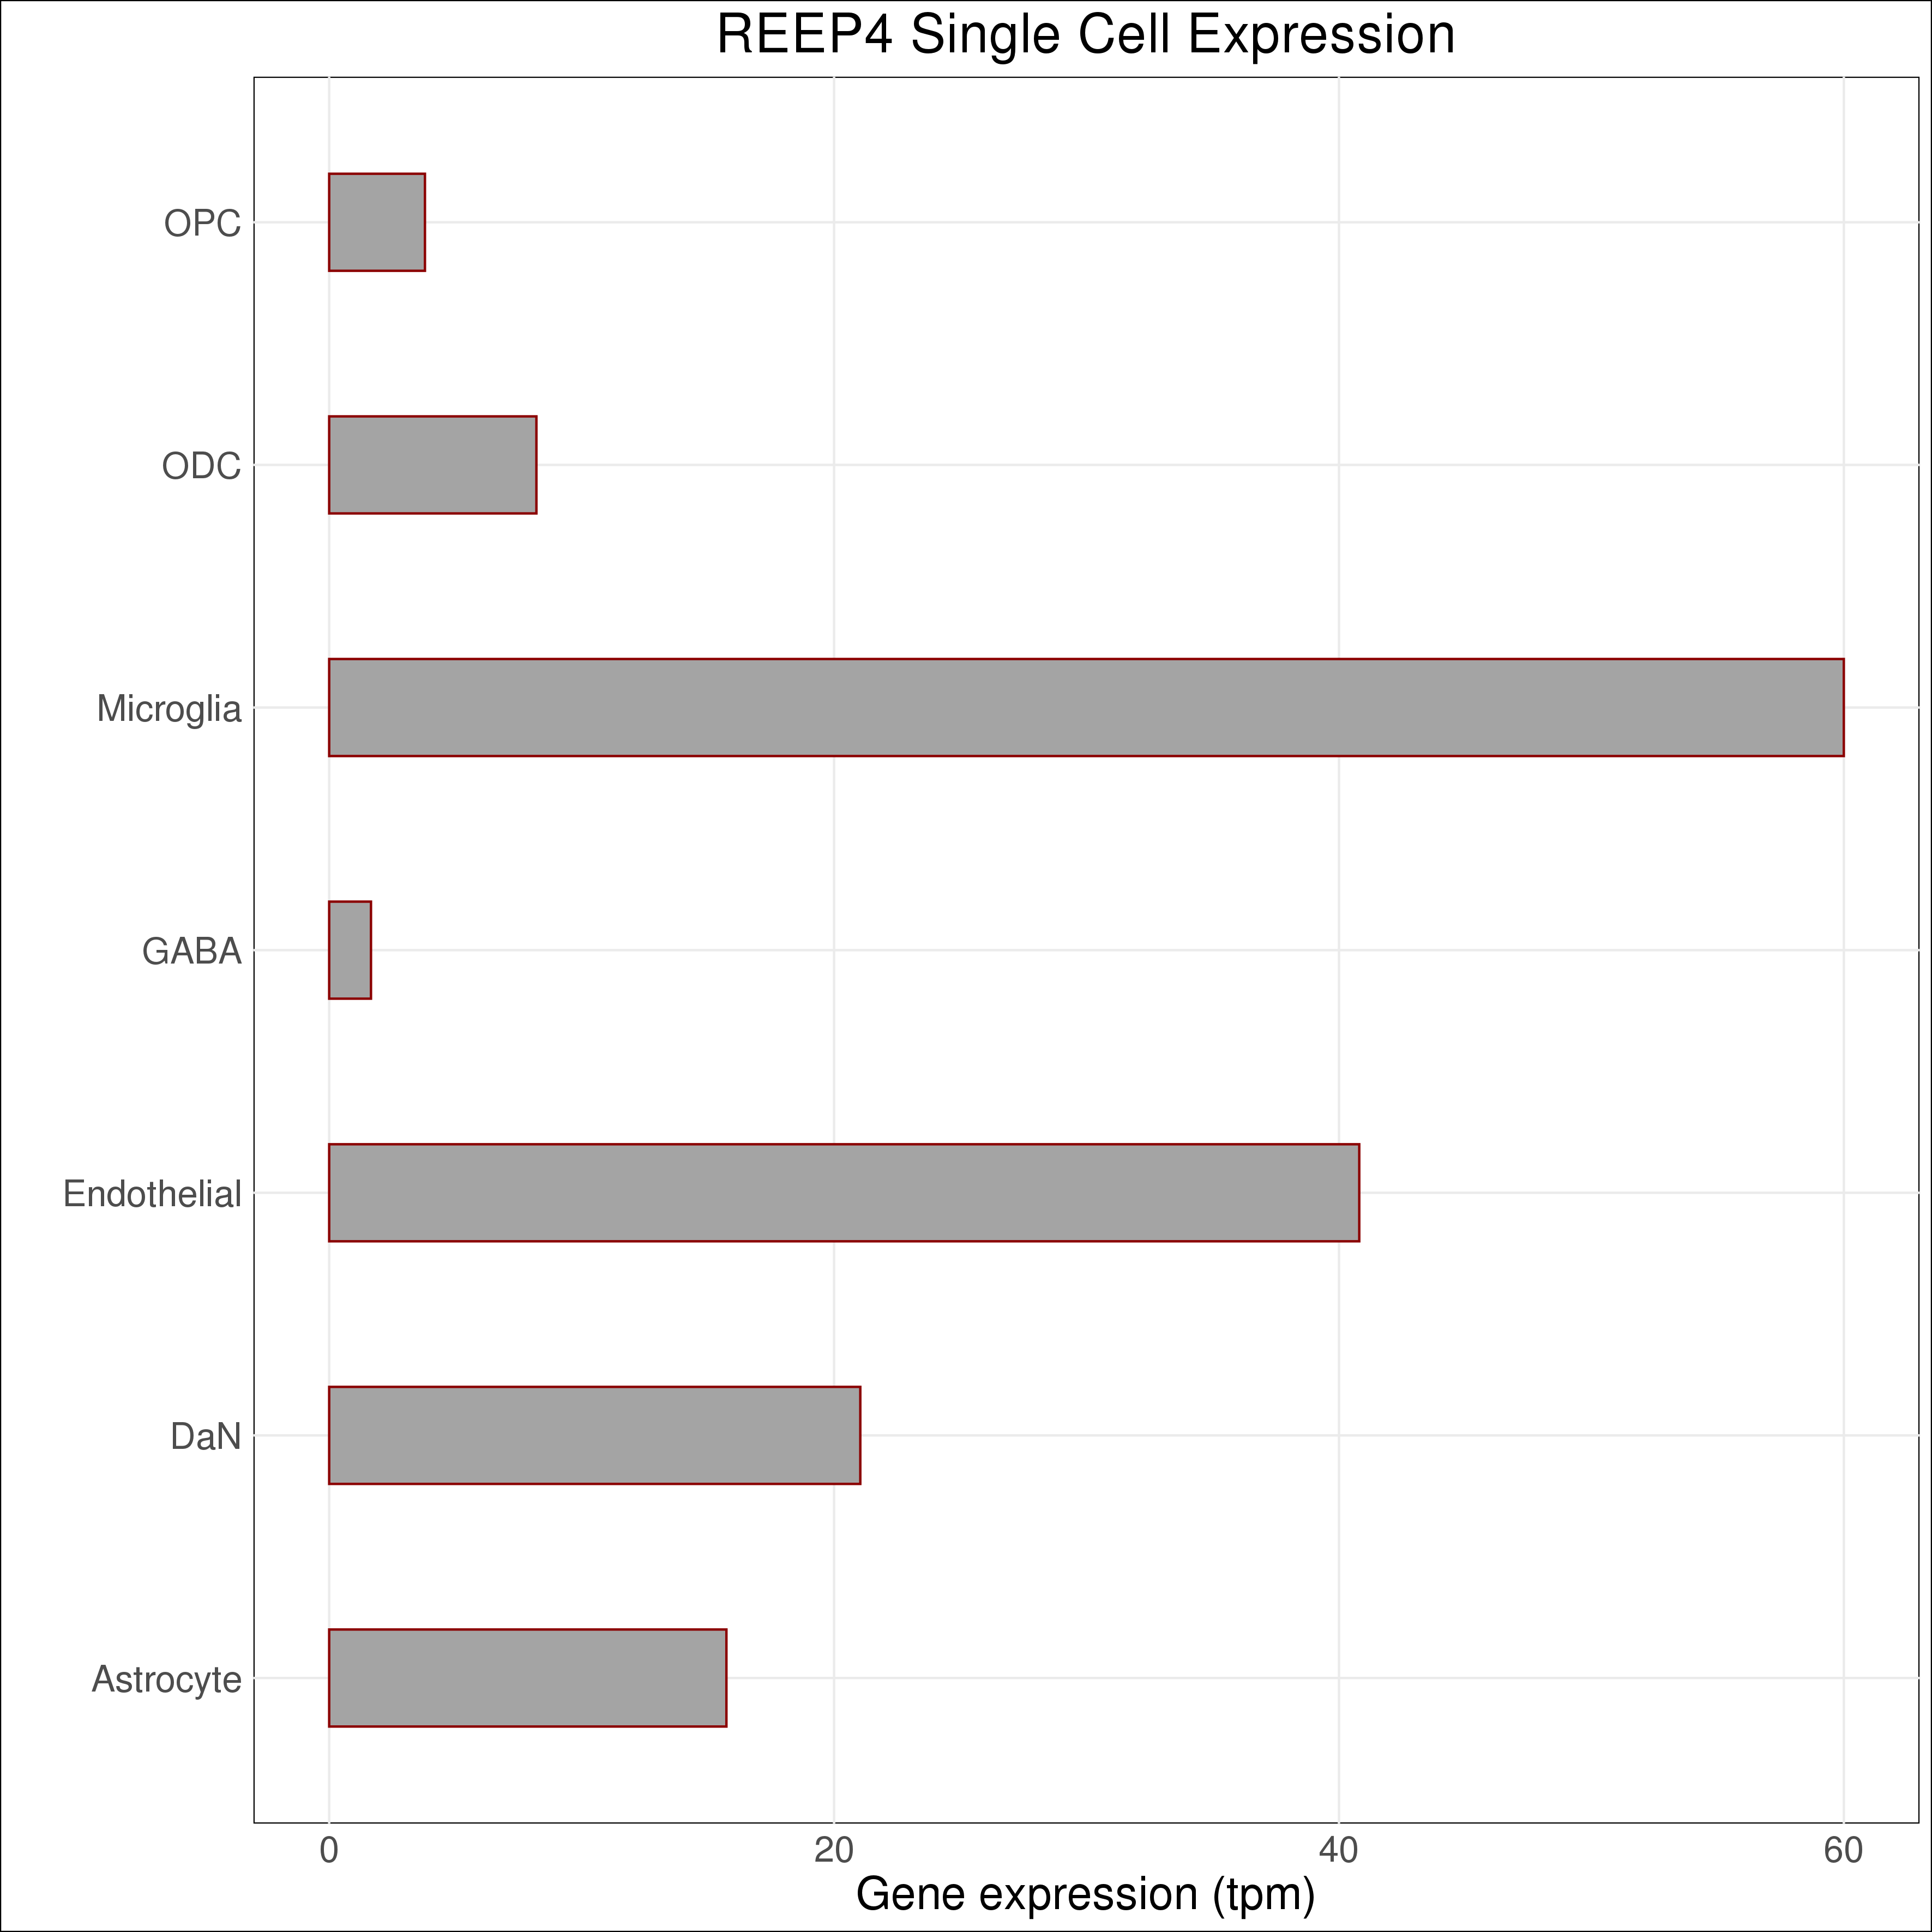 REEP4 Single Cell Expression
OPC
ODC
Microglia
GABA
Endothelial
DaN
Astrocyte
0 20 40 60
Gene expression (tpm)